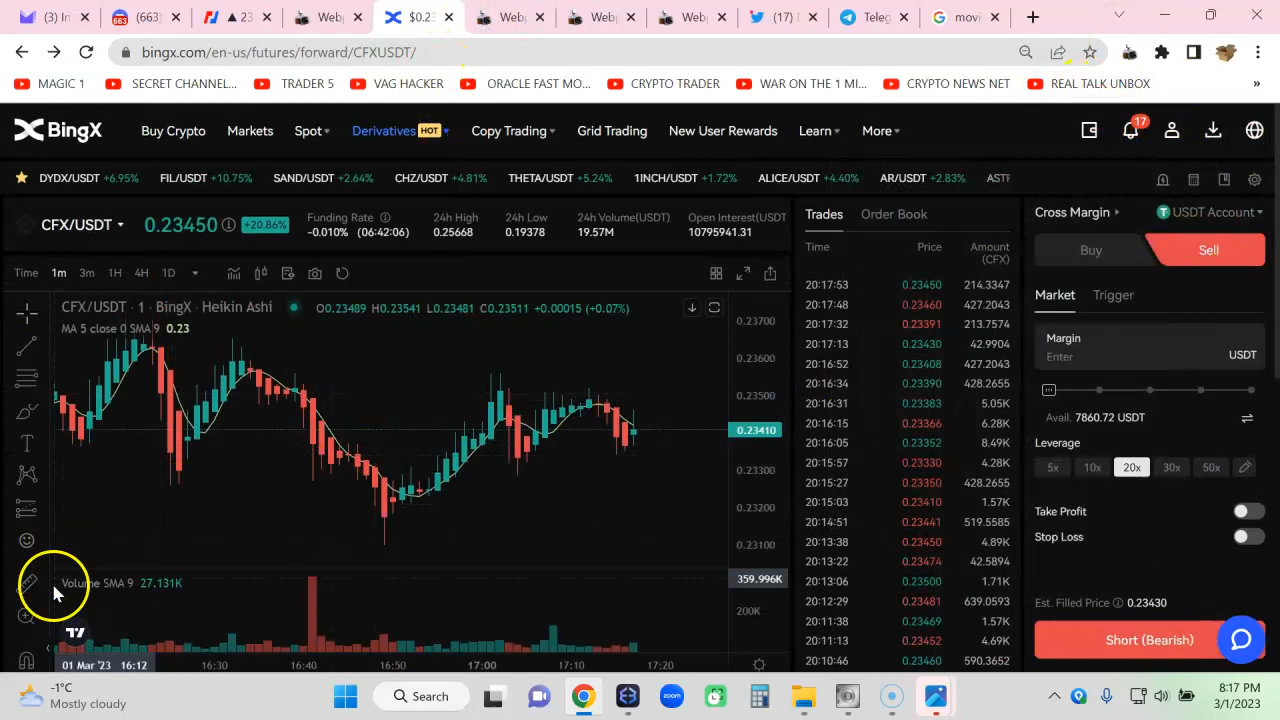 (3) In
(663)
▲ 23
Webp
$0.23
Webp
Webp
Webp
(17)
Teleg
movi
bingx.com/en-us/futures/forward/CFXUSDT/
MAGIC 1
SECRET CHANNEL...
TRADER 5
VAG HACKER
ORACLE FAST MO...
CRYPTO TRADER
WAR ON THE 1 MI...
CRYPTO NEWS NET
REAL TALK UNBOX
»
BingX
Buy Crypto
Markets
Spot
Derivatives HOT
Copy Trading
Grid Trading
New User Rewards
Learn
More
17
DYDX/USDT +6.95%
FIL/USDT +10.75%
SAND/USDT +2.64%
CHZ/USDT +4.81%
THETA/USDT +5.24%
1INCH/USDT +1.72%
ALICE/USDT +4.40%
AR/USDT +2.83%
ASTF
CFX/USDT
0.23450
+20.86%
Funding Rate
-0.010% (06:42:06)
24h High
0.25668
24h Low
0.19378
24h Volume(USDT)
19.57M
Open Interest(USDT
10795941.31
Time 1m 3m 1H 4H 1D
CFX/USDT · 1 · BingX · Heikin Ashi
O0.23489 H0.23541 L0.23481 C0.23511 +0.00015 (+0.07%)
MA 5 close 0 SMA 9 0.23
0.23700
0.23600
0.23500
0.23410
0.23300
0.23200
0.23100
Volume SMA 9 27.131K
359.996K
200K
01 Mar '23 16:12
16:30
16:40
16:50
17:00
17:10
17:20
Trades
Order Book
Time Price Amount
(CFX)
20:17:53 0.23450 214.3347
20:17:48 0.23460 427.2043
20:17:32 0.23391 213.7574
20:17:13 0.23430 42.9904
20:16:52 0.23408 427.2043
20:16:34 0.23390 428.2655
20:16:31 0.23383 5.05K
20:16:15 0.23366 6.28K
20:16:05 0.23352 8.49K
20:15:57 0.23330 4.28K
20:15:27 0.23350 428.2655
20:15:03 0.23410 1.57K
20:14:51 0.23441 519.5585
20:13:38 0.23450 4.89K
20:13:22 0.23474 42.5894
20:13:06 0.23500 1.71K
20:12:29 0.23481 639.0593
20:11:38 0.23469 1.57K
20:11:13 0.23452 4.69K
20:10:46 0.23460 590.3652
Cross Margin
USDT Account
Buy
Sell
Market
Trigger
Margin
Enter
USDT
Avail. 7860.72 USDT
Leverage
5x 10x 20x 30x 50x
Take Profit
Stop Loss
Est. Filled Price 0.23430
Short (Bearish)
-1°C
Mostly cloudy
Search
zoom
8:17 PM
3/1/2023